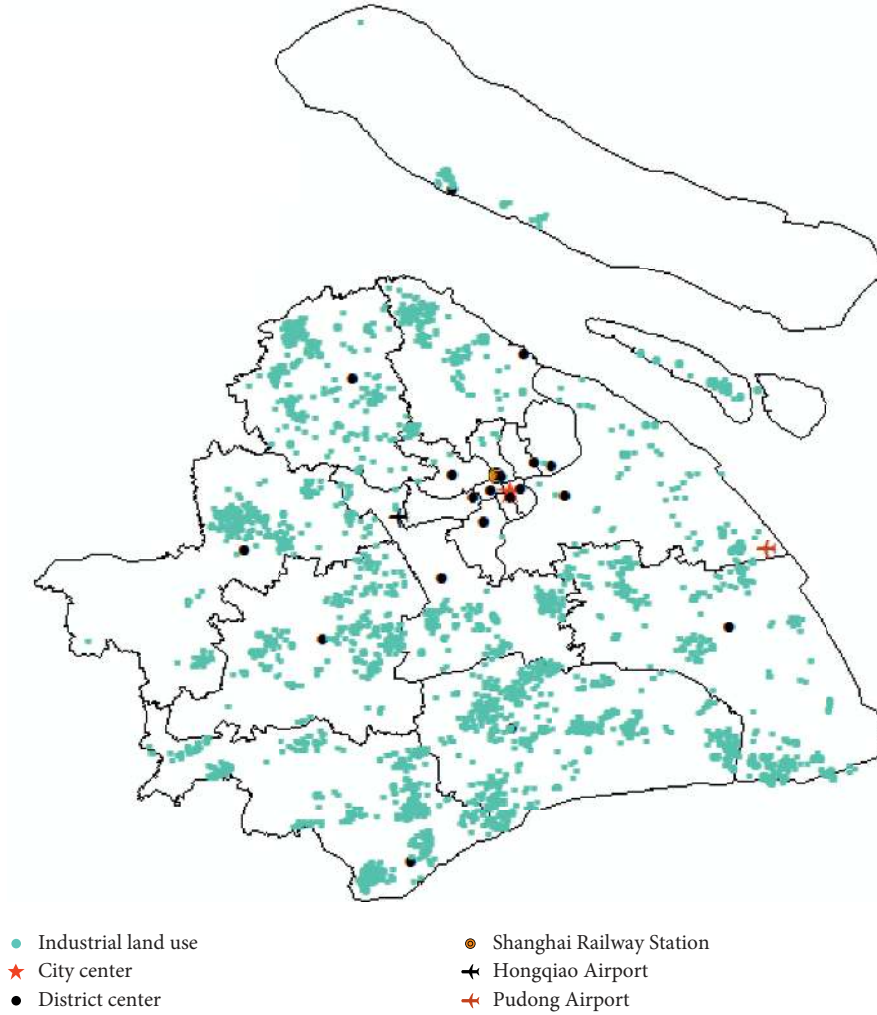 Industrial land use
City center
District center
Shanghai Railway Station
Hongqiao Airport
Pudong Airport